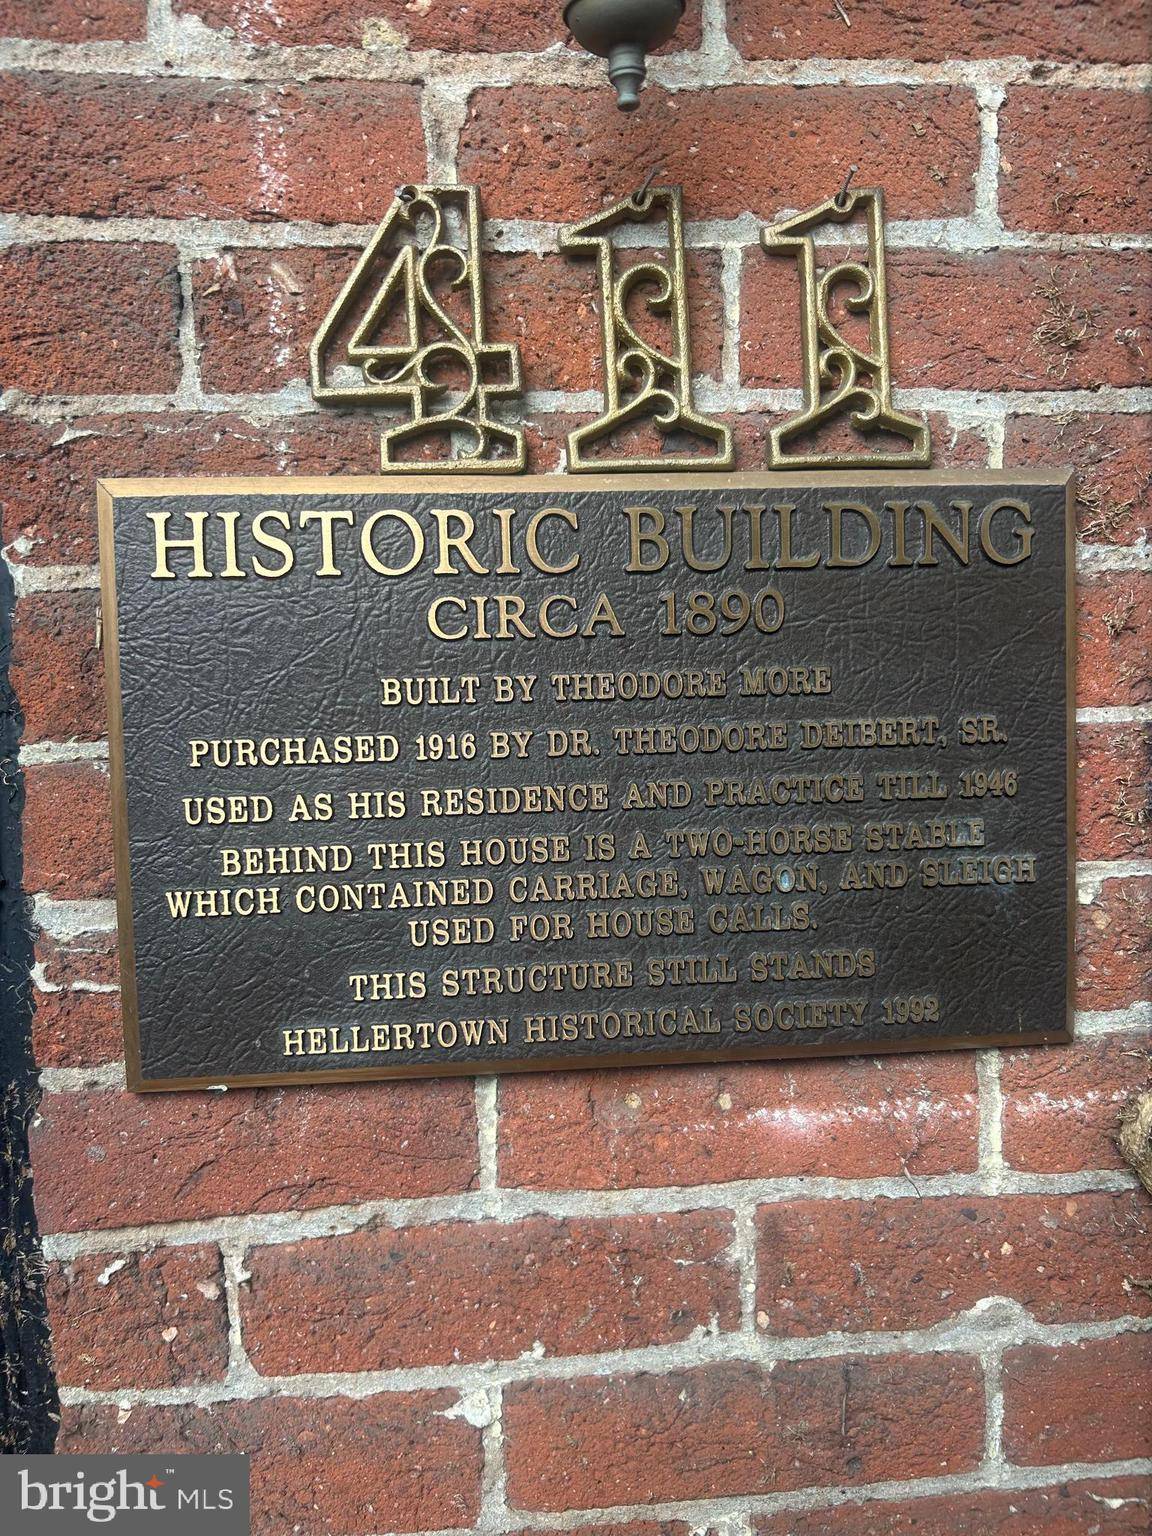 411
HISTORIC BUILDING
CIRCA 1890
BUILT BY THEODORE MORE
PURCHASED 1916 BY DR. THEODORE DEIBERT, SR.
USED AS HIS RESIDENCE AND PRACTICE TILL 1946
BEHIND THIS HOUSE IS A TWO-HORSE STABLE
WHICH CONTAINED CARRIAGE, WAGON, AND SLEIGH
USED FOR HOUSE CALLS.
THIS STRUCTURE STILL STANDS
HELLERTOWN HISTORICAL SOCIETY 1992
bright™ MLS